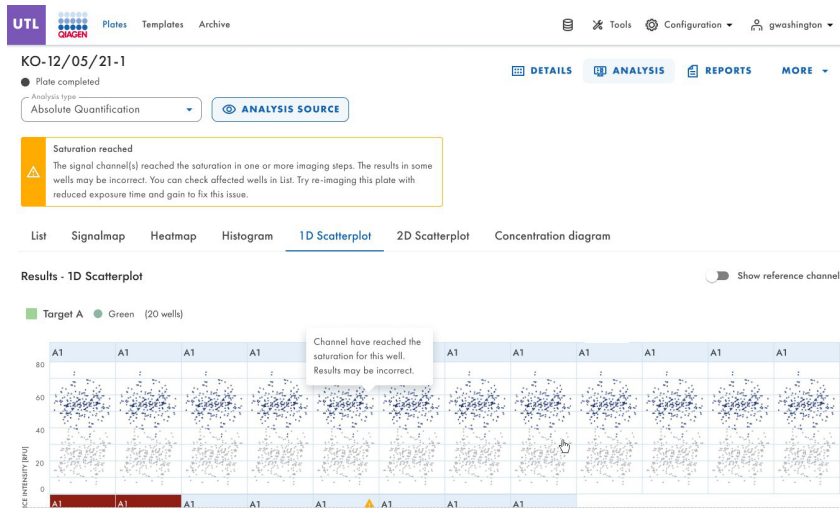 UTL
QIAGEN
Plates Templates Archive
Tools Configuration gwashington
KO-12/05/21-1
Plate completed
DETAILS ANALYSIS REPORTS MORE
Analysis type
Absolute Quantification
ANALYSIS SOURCE
Saturation reached
The signal channel(s) reached the saturation in one or more imaging steps. The results in some
wells may be incorrect. You can check affected wells in List. Try re-imaging this plate with
reduced exposure time and gain to fix this issue.
List Signalmap Heatmap Histogram 1D Scatterplot 2D Scatterplot Concentration diagram
Results - 1D Scatterplot
Show reference channel
Target A Green (20 wells)
Channel have reached the
saturation for this well.
Results may be incorrect.
A1 A1 A1 A1 A1 A1 A1 A1 A1 A1
80
60
40
20
0
ICE INTENSITY [RFU]
A1 A1 A1 A1 A1 A1 A1 A1